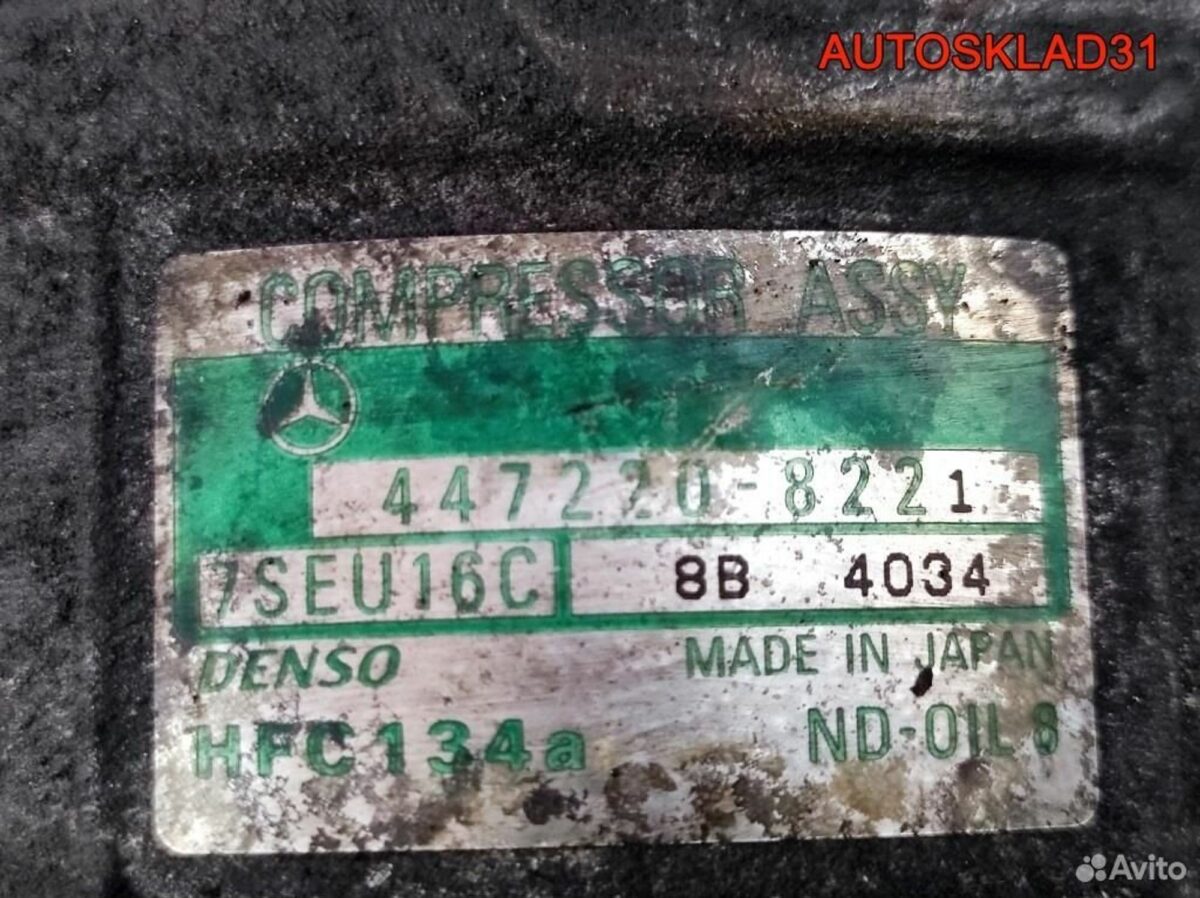 AUTOSKLAD31
COMPRESSOR ASSY
447220-8221
7SEU16C 8B 4034
DENSO MADE IN JAPAN
HFC134a ND-OIL 8
Avito